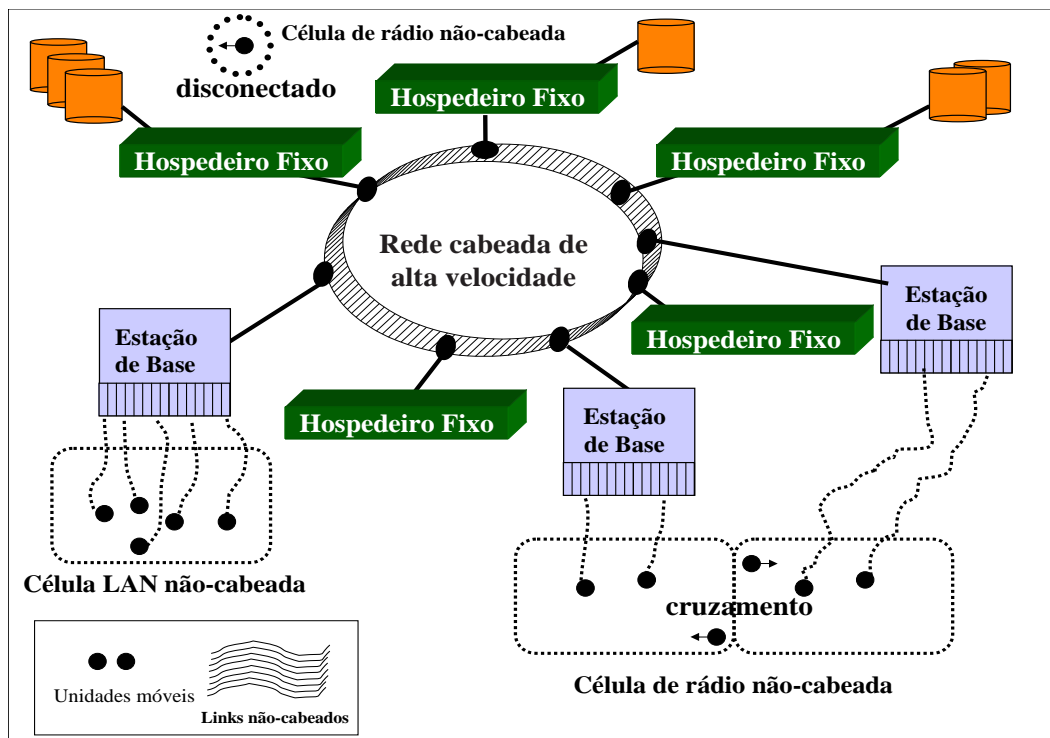 Célula de rádio não-cabeada
disconectado
Hospedeiro Fixo
Hospedeiro Fixo
Hospedeiro Fixo
Rede cabeada de
alta velocidade
Estação
de Base
Estação
de Base
Hospedeiro Fixo
Hospedeiro Fixo
Estação
de Base
Célula LAN não-cabeada
cruzamento
Célula de rádio não-cabeada
Unidades móveis
Links não-cabeados